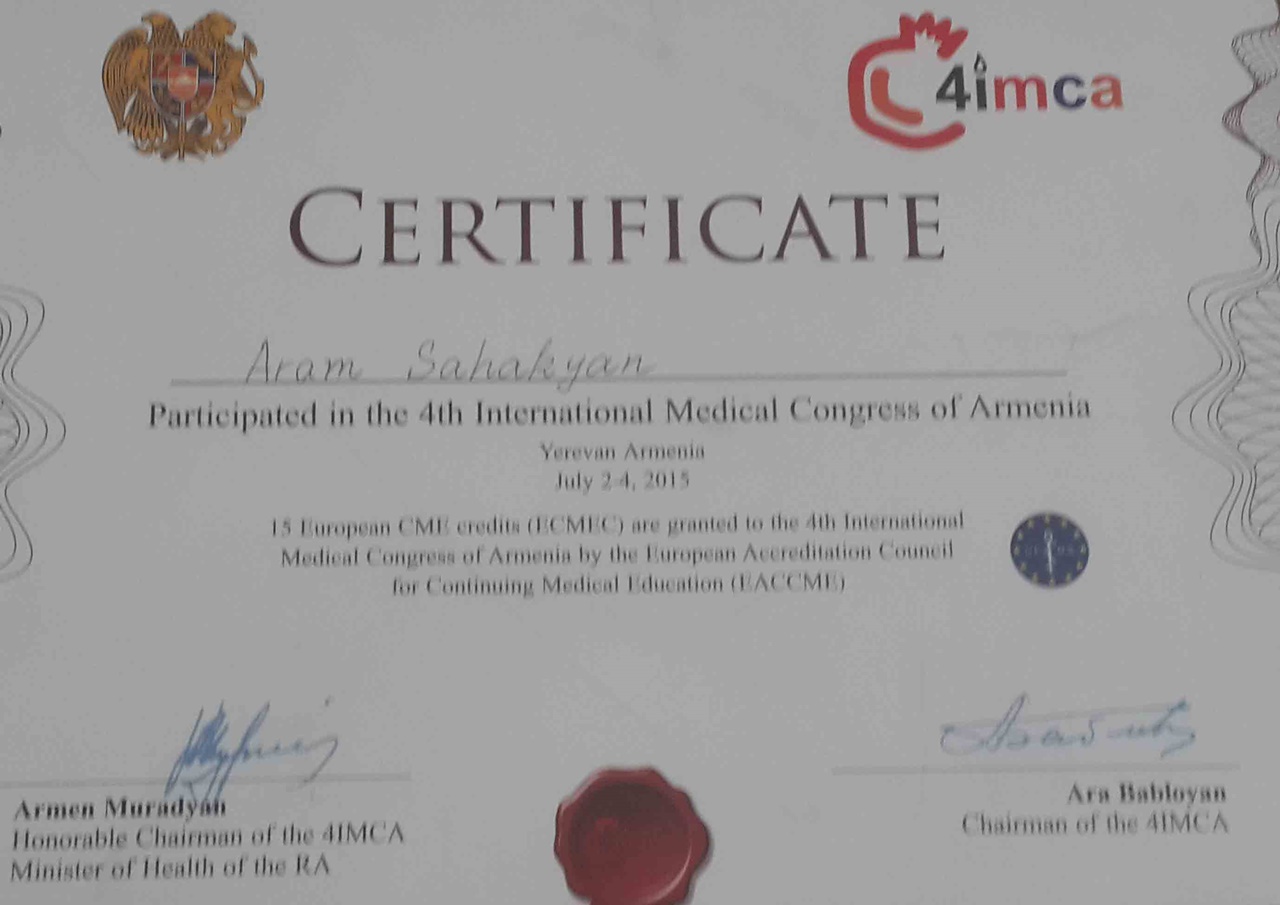 4imca
CERTIFICATE
Aram Sahakyan
Participated in the 4th International Medical Congress of Armenia
Yerevan Armenia
July 2-4, 2015
15 European CME credits (ECMEC) are granted to the 4th International
Medical Congress of Armenia by the European Accreditation Council
for Continuing Medical Education (EACCME)
Armen Muradyan
Honorable Chairman of the 4IMCA
Minister of Health of the RA
Ara Babloyan
Chairman of the 4IMCA